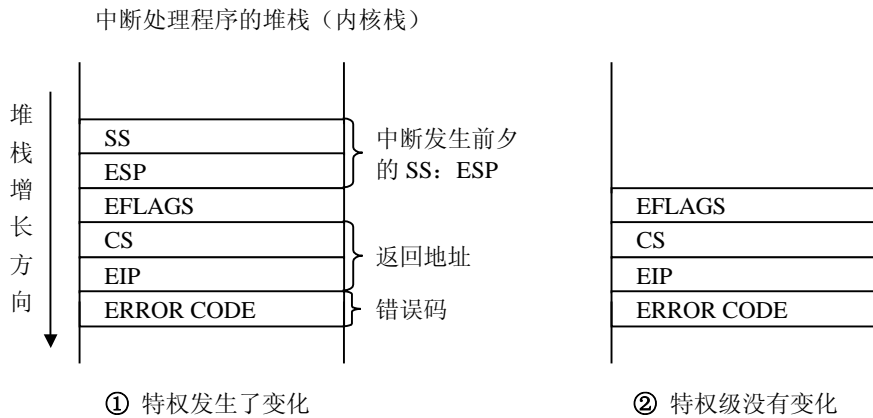 中断处理程序的堆栈（内核栈）
堆栈增长方向
SS
ESP
EFLAGS
CS
EIP
ERROR CODE
中断发生前夕
的 SS：ESP
返回地址
错误码
① 特权发生了变化
EFLAGS
CS
EIP
ERROR CODE
② 特权级没有变化